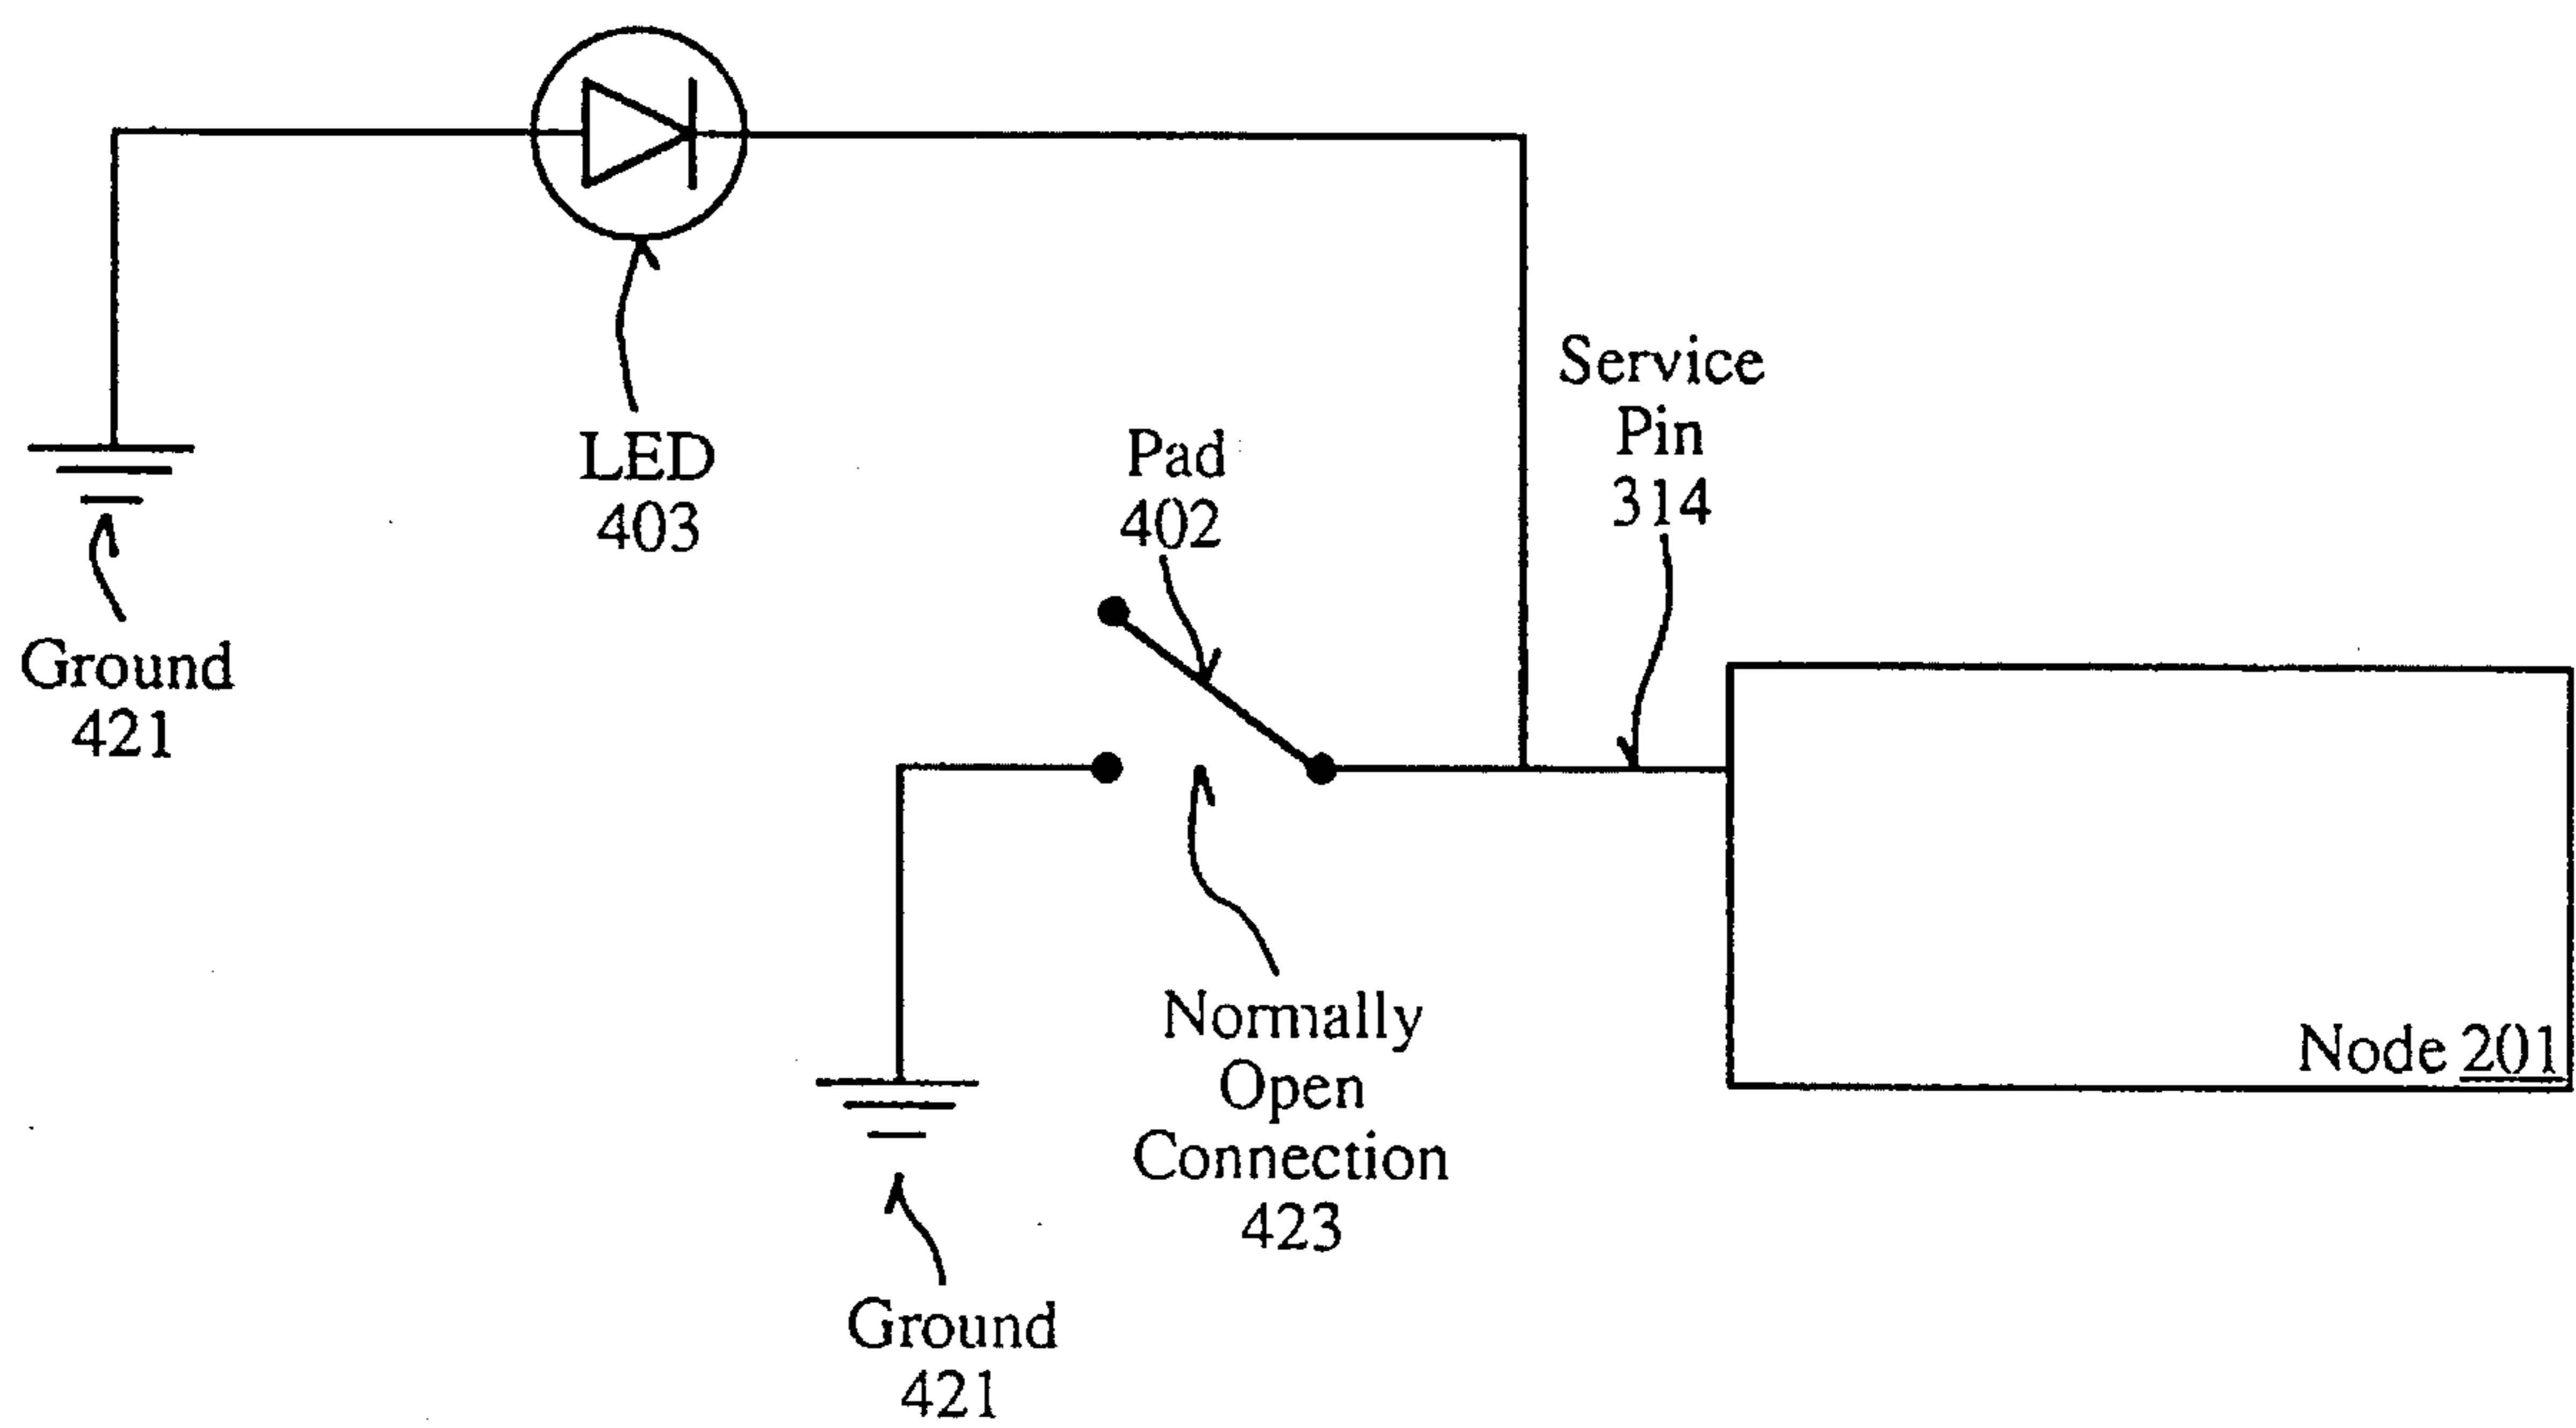 LED
403
Service
Pin
314
Pad
402
Ground
421
Normally
Open
Connection
423
Node 201
Ground
421